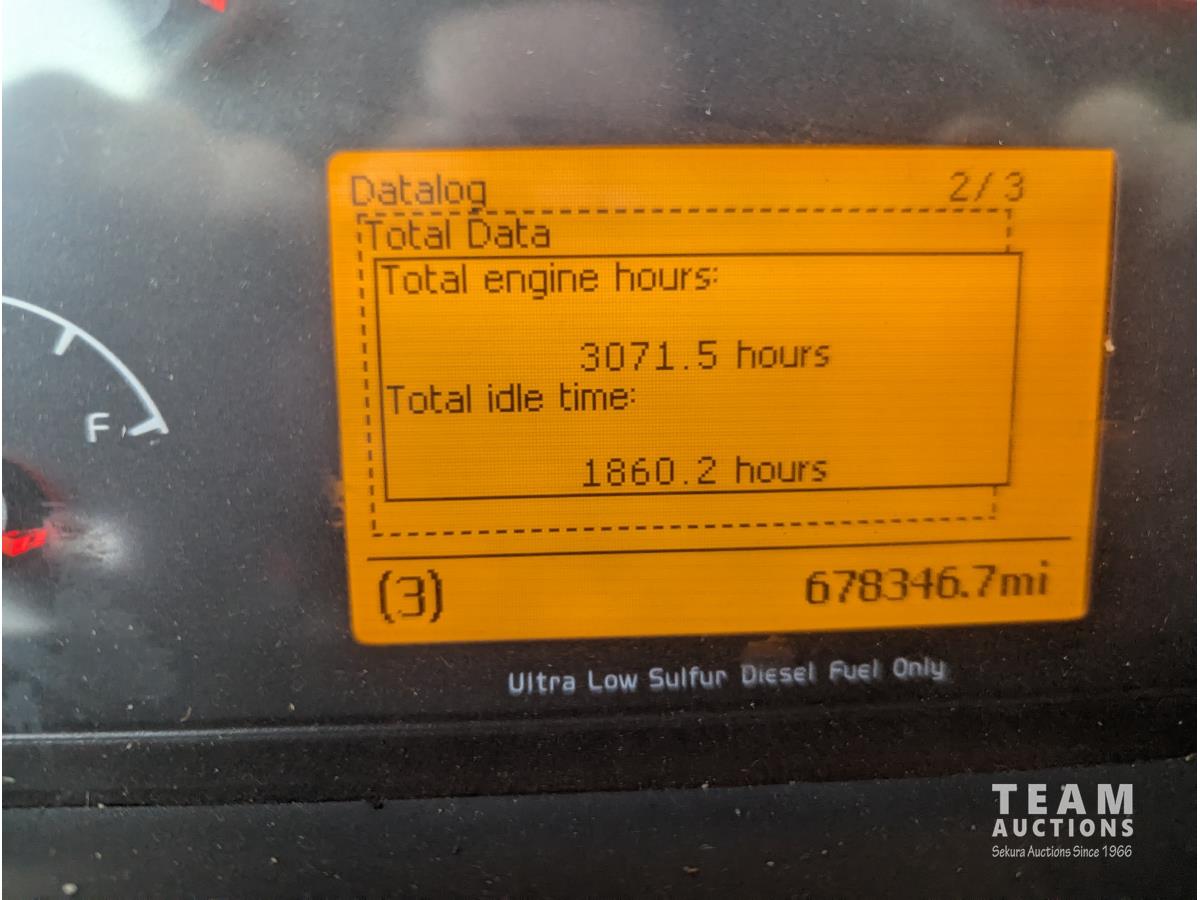 Datalog 2/3
Total Data
Total engine hours:
3071.5 hours
Total idle time:
1860.2 hours
(3) 678346.7mi
Ultra Low Sulfur Diesel Fuel Only
F
TEAM
AUCTIONS
Sekura Auctions Since 1966